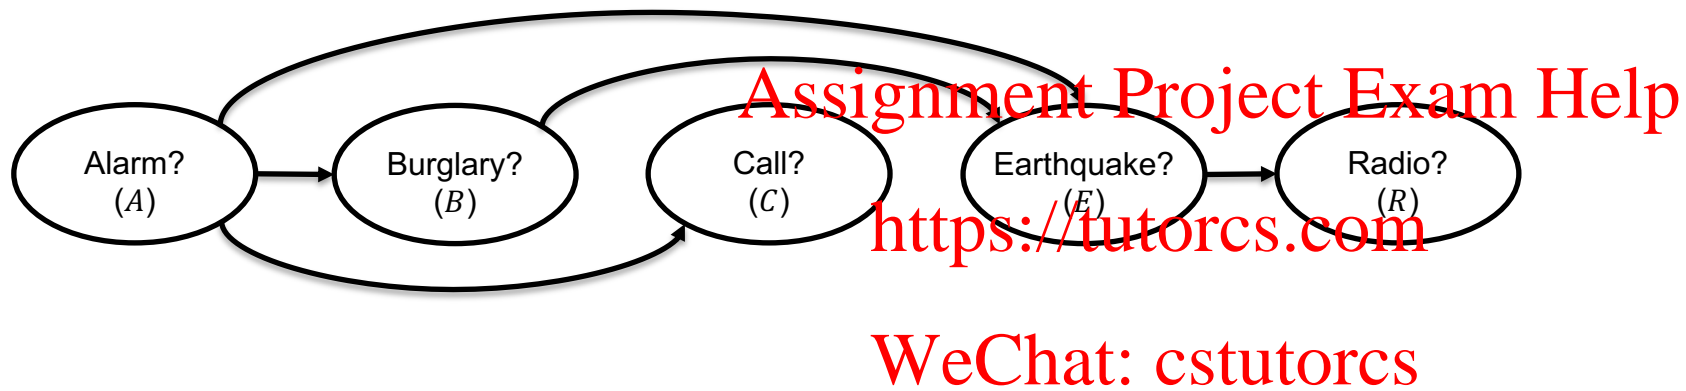 Assignment Project Exam Help
Alarm?
(A)
Burglary?
(B)
Call?
(C)
Earthquake?
(E)
Radio?
(R)
https://tutorcs.com
WeChat: cstutorcs